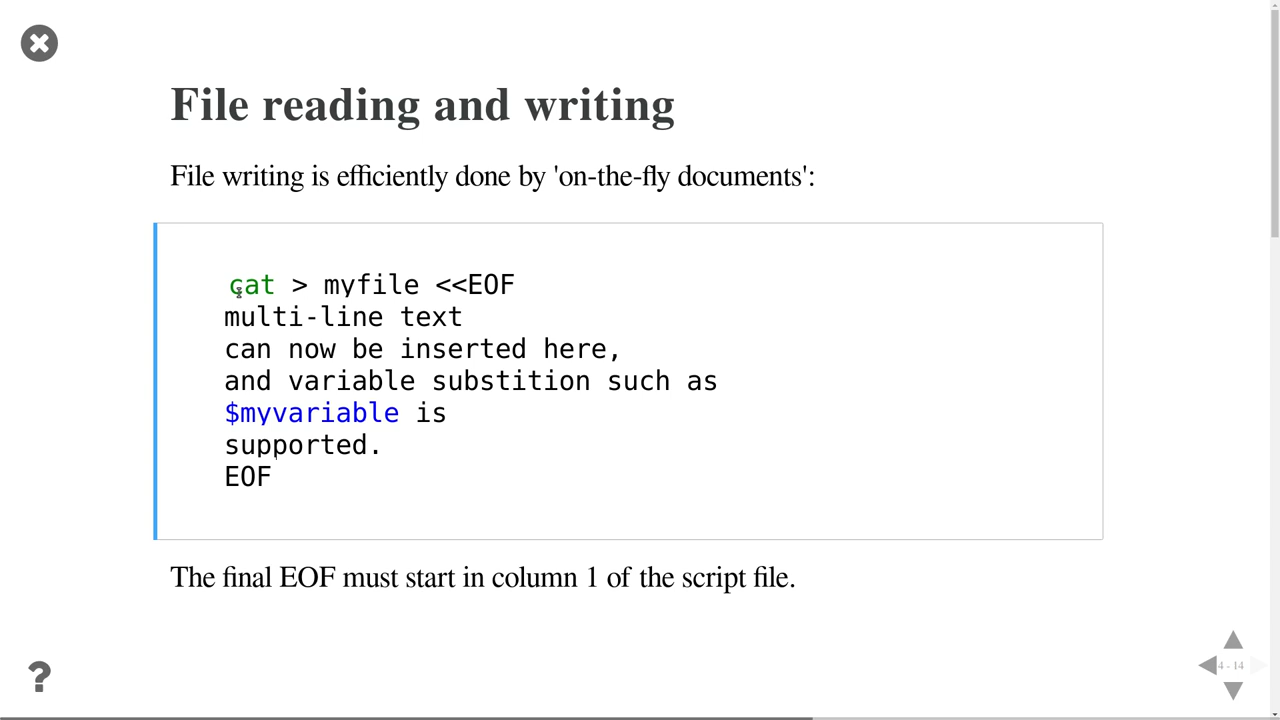 File reading and writing
File writing is efficiently done by 'on-the-fly documents':
cat > myfile <<EOF
multi-line text
can now be inserted here,
and variable substition such as
$myvariable is
supported.
EOF
The final EOF must start in column 1 of the script file.
?
4 - 14